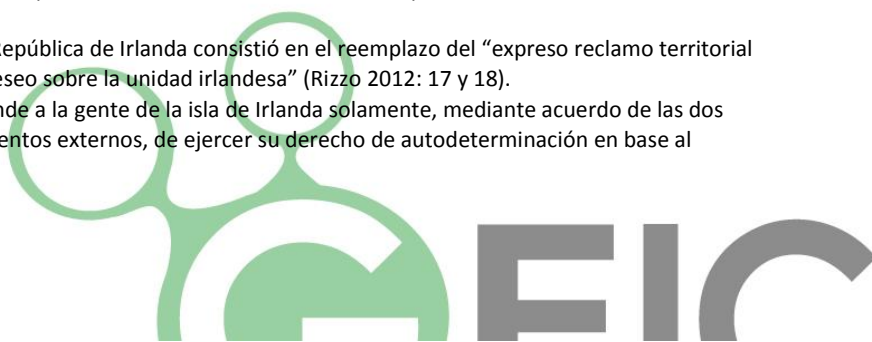 República de Irlanda consistió en el reemplazo del “expreso reclamo territorial
eseo sobre la unidad irlandesa” (Rizzo 2012: 17 y 18).
nde a la gente de la isla de Irlanda solamente, mediante acuerdo de las dos
entos externos, de ejercer su derecho de autodeterminación en base al
GEIC